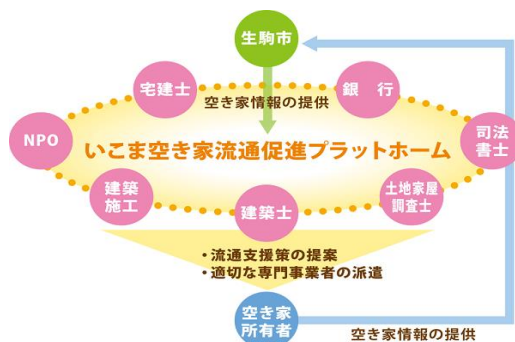 生駒市
宅建士
空き家情報の提供
銀行
NPO
いこま空き家流通促進プラットホーム
司法
書士
建築
施工
建築士
土地家屋
調査士
・流通支援策の提案
・適切な専門事業者の派遣
空き家
所有者
空き家情報の提供